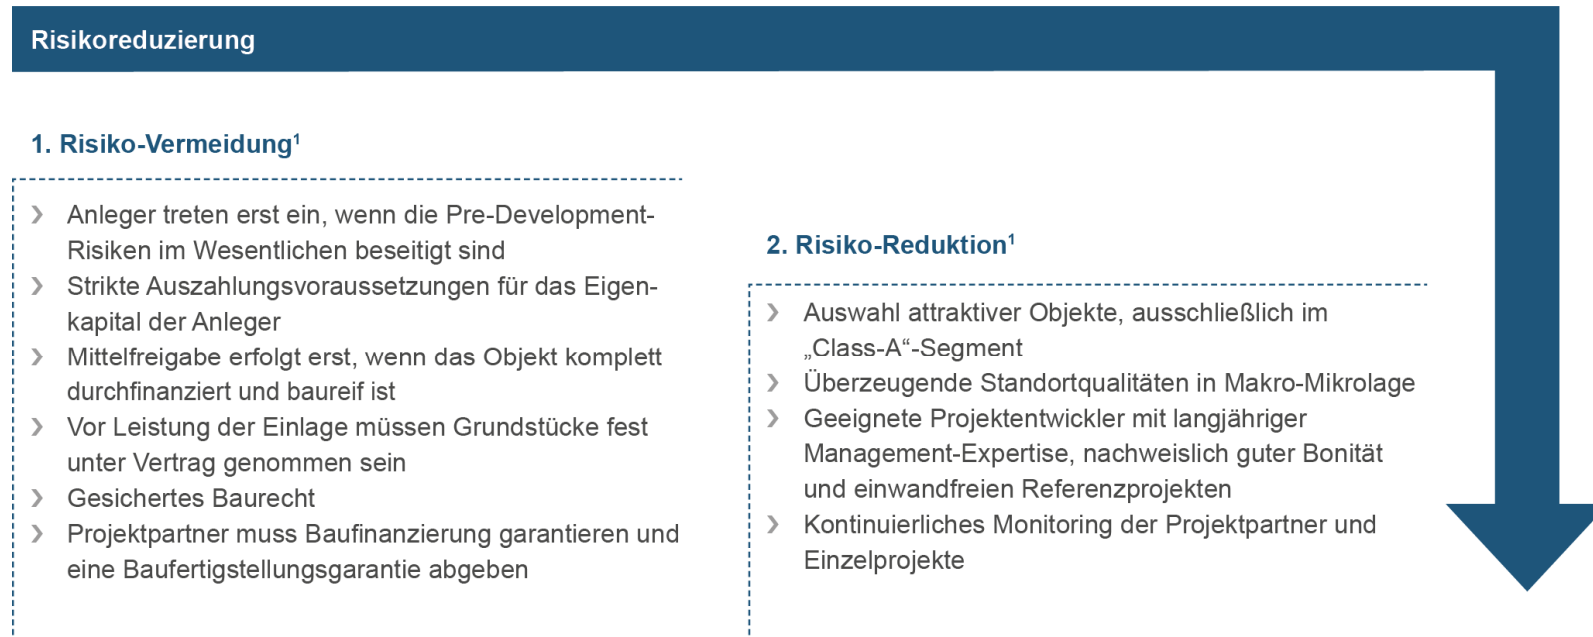 Risikoreduzierung
1. Risiko-Vermeidung¹
› Anleger treten erst ein, wenn die Pre-Development-
Risiken im Wesentlichen beseitigt sind
› Strikte Auszahlungsvoraussetzungen für das Eigen-
kapital der Anleger
› Mittelfreigabe erfolgt erst, wenn das Objekt komplett
durchfinanziert und baureif ist
› Vor Leistung der Einlage müssen Grundstücke fest
unter Vertrag genommen sein
› Gesichertes Baurecht
› Projektpartner muss Baufinanzierung garantieren und
eine Baufertigstellungsgarantie abgeben
2. Risiko-Reduktion¹
› Auswahl attraktiver Objekte, ausschließlich im
„Class-A“-Segment
› Überzeugende Standortqualitäten in Makro-Mikrolage
› Geeignete Projektentwickler mit langjähriger
Management-Expertise, nachweislich guter Bonität
und einwandfreien Referenzprojekten
› Kontinuierliches Monitoring der Projektpartner und
Einzelprojekte